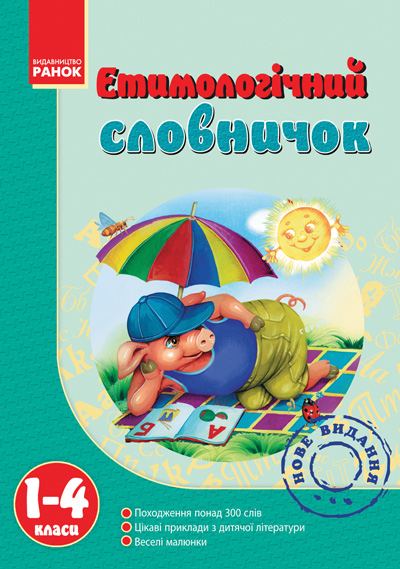 ВИДАВНИЦТВО
РАНОК
Етимологічний
словничок
А
Б
НОВЕ ВИДАННЯ
1–4
класи
Походження понад 300 слів
Цікаві приклади з дитячої літератури
Веселі малюнки